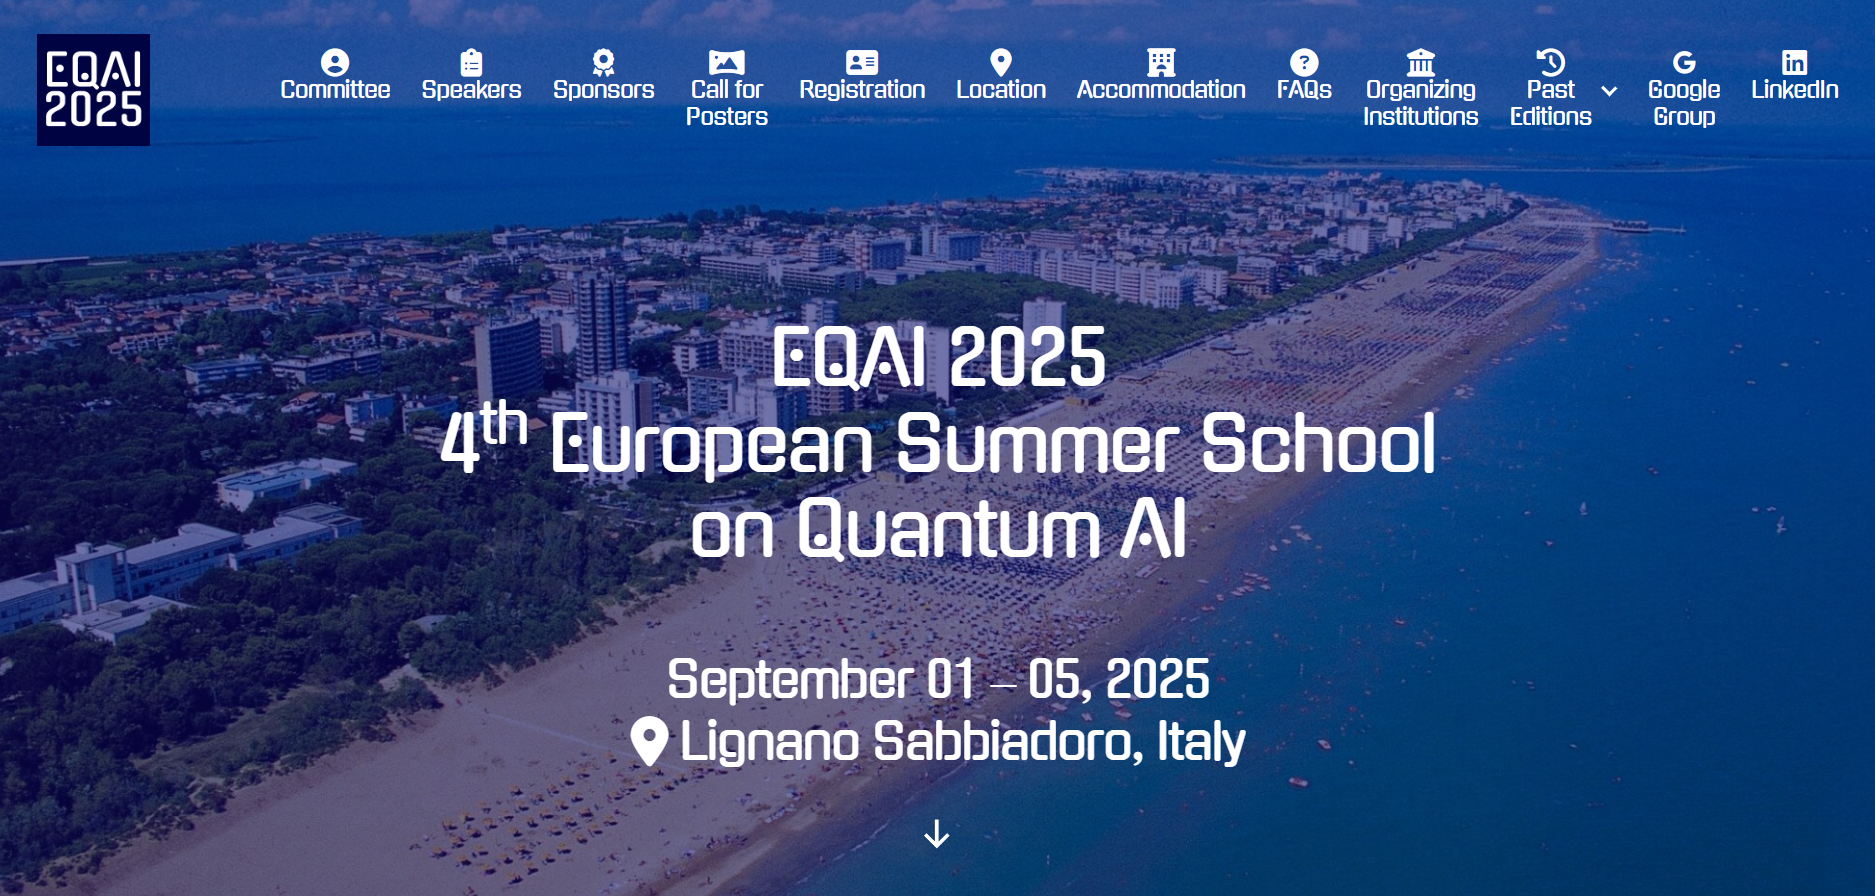 EQAI
2025
Committee
Speakers
Sponsors
Call for
Posters
Registration
Location
Accommodation
FAQs
Organizing
Institutions
Past
Editions
Google
Group
LinkedIn
EQAI 2025
4th European Summer School
on Quantum AI
September 01 – 05, 2025
Lignano Sabbiadoro, Italy